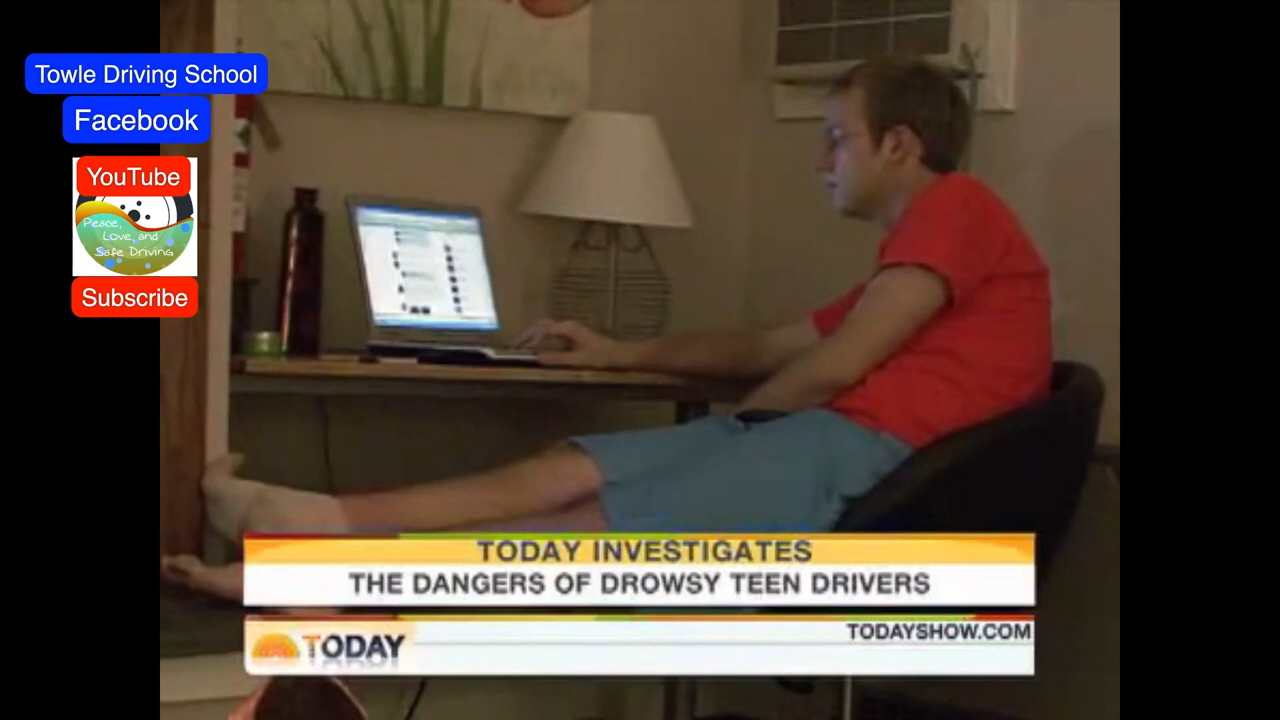 Towle Driving School
Facebook
YouTube
Peace,
Love, and
Safe Driving
Subscribe
TODAY INVESTIGATES
THE DANGERS OF DROWSY TEEN DRIVERS
TODAYSHOW.COM
TODAY